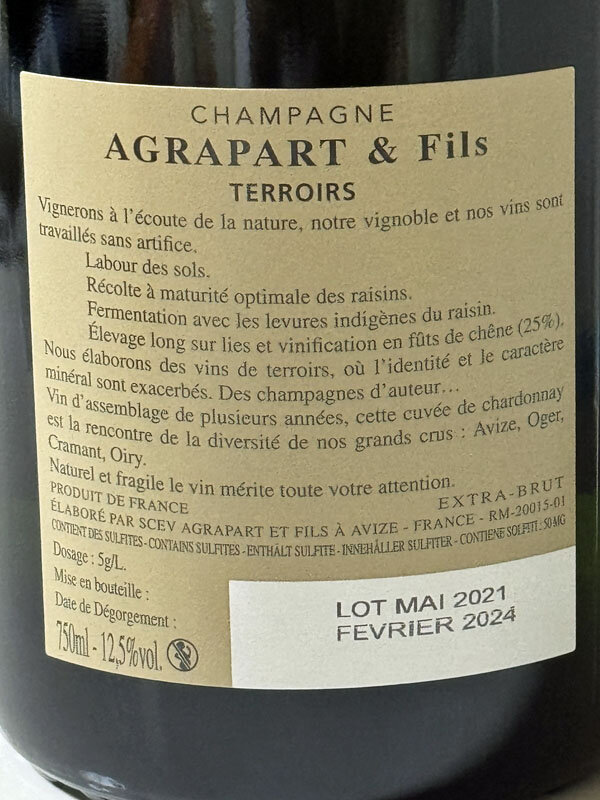 CHAMPAGNE
AGRAPART & Fils
TERROIRS
Vignerons à l'écoute de la nature, notre vignoble et nos vins sont
travaillés sans artifice.
Labour des sols.
Récolte à maturité optimale des raisins.
Fermentation avec les levures indigènes du raisin.
Élevage long sur lies et vinification en fûts de chêne (25%).
Nous élaborons des vins de terroirs, où l'identité et le caractère
minéral sont exacerbés. Des champagnes d'auteur...
Vin d'assemblage de plusieurs années, cette cuvée de chardonnay
est la rencontre de la diversité de nos grands crus : Avize, Oger,
Cramant, Oiry.
Naturel et fragile le vin mérite toute votre attention.
PRODUIT DE FRANCE EXTRA-BRUT
ÉLABORÉ PAR SCEV AGRAPART ET FILS À AVIZE - FRANCE - RM-20015-01
CONTIENT DES SULFITES - CONTAINS SULFITES - ENTHÄLT SULFITE - INNEHÅLLER SULFITER - CONTIENE SOLFITI : 50 MG
Dosage : 5g/L.
Mise en bouteille : LOT MAI 2021
Date de Dégorgement : FEVRIER 2024
750ml - 12,5%vol.